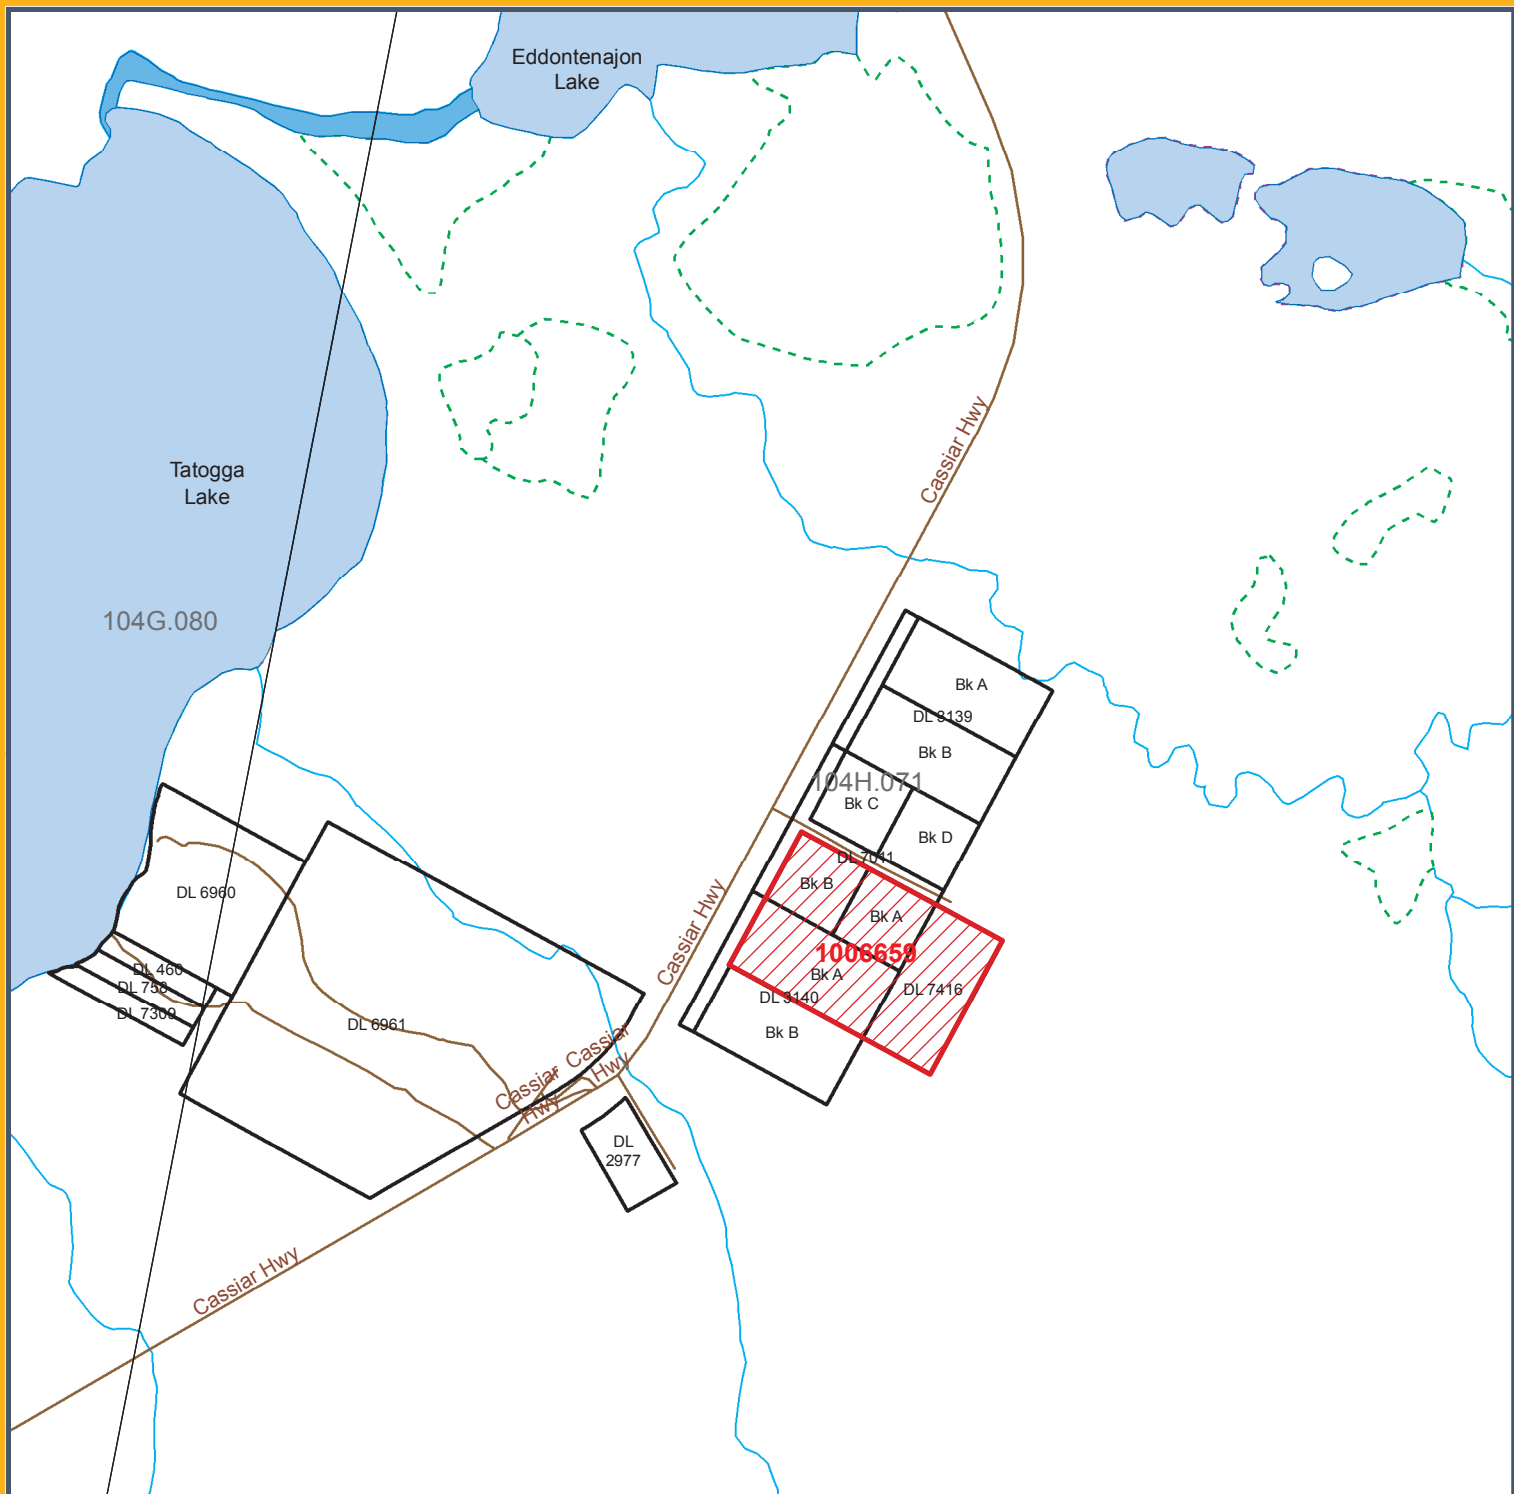 Eddontenajon
Lake
Tatogga
Lake
Cassiar Hwy
104G.080
Bk A
DL 3139
Bk B
104H.071
Bk C
Bk D
DL 7041
Bk B
DL 6960
Bk A
Cassiar Hwy
1006659
DL 460
Bk A
DL 758
DL 7416
DL 3140
DL 7309
DL 6961
Bk B
Cassiar
Hwy
Cassiar
Hwy
DL
2977
Cassiar Hwy